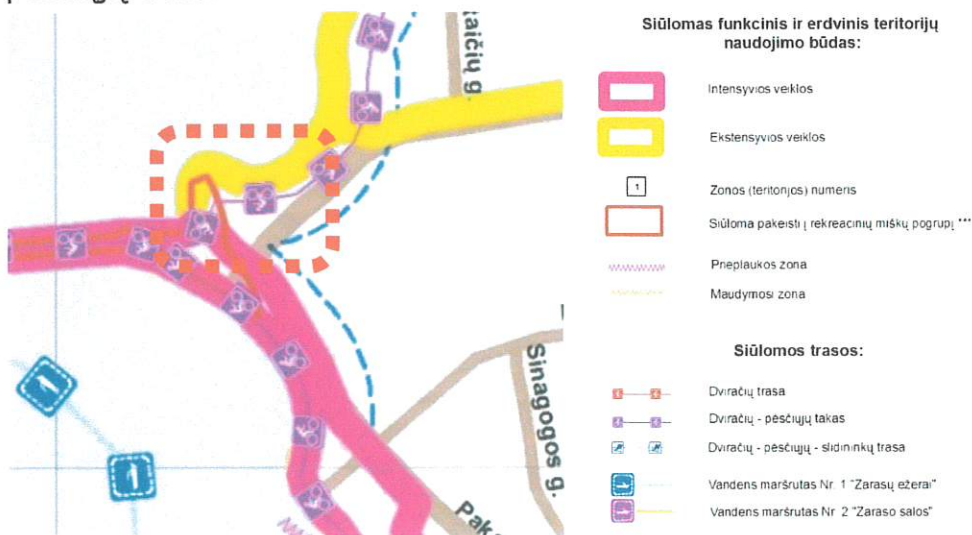 aičių g.
Sinagogos g.
Pak
Siūlomas funkcinis ir erdvinis teritorijų
naudojimo būdas:
Intensyvios veiklos
Ekstensyvios veiklos
1
Zonos (teritorijos) numeris
Siūloma pakeisti į rekreacinių miškų pogrupį ***
Prieplaukos zona
Maudymosi zona
Siūlomos trasos:
Dviračių trasa
Dviračių - pėsčiųjų takas
Dviračių - pėsčiųjų - slidininkų trasa
Vandens maršrutas Nr. 1 "Zarasų ežerai"
Vandens maršrutas Nr 2 "Zaraso salos"